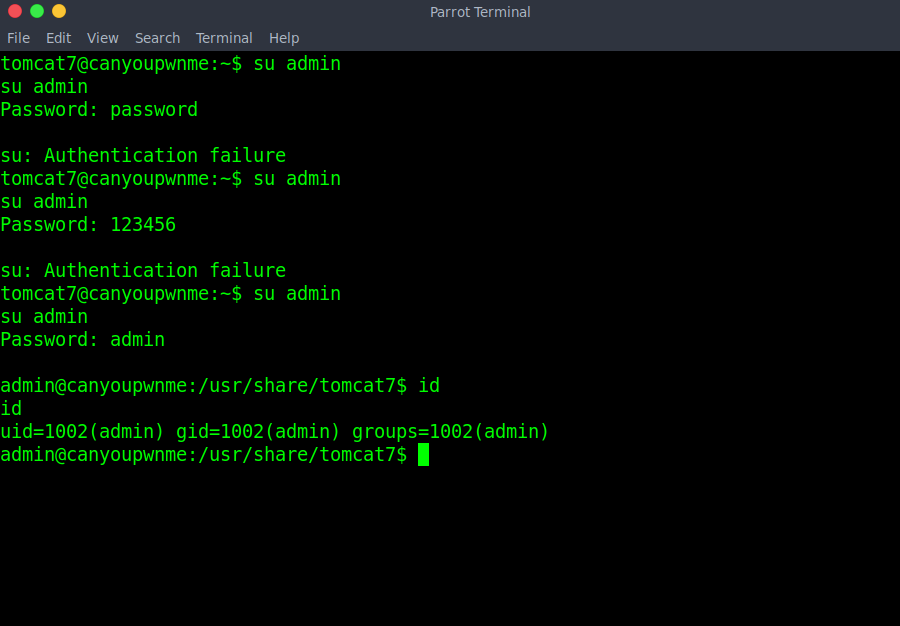 Parrot Terminal
File Edit View Search Terminal Help
tomcat7@canyoupwnme:~$ su admin
su admin
Password: password
su: Authentication failure
tomcat7@canyoupwnme:~$ su admin
su admin
Password: 123456
su: Authentication failure
tomcat7@canyoupwnme:~$ su admin
su admin
Password: admin
admin@canyoupwnme:/usr/share/tomcat7$ id
id
uid=1002(admin) gid=1002(admin) groups=1002(admin)
admin@canyoupwnme:/usr/share/tomcat7$